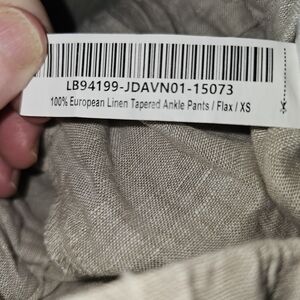 LB94199-JDAVN01-15073
100% European Linen Tapered Ankle Pants / Flax / XS